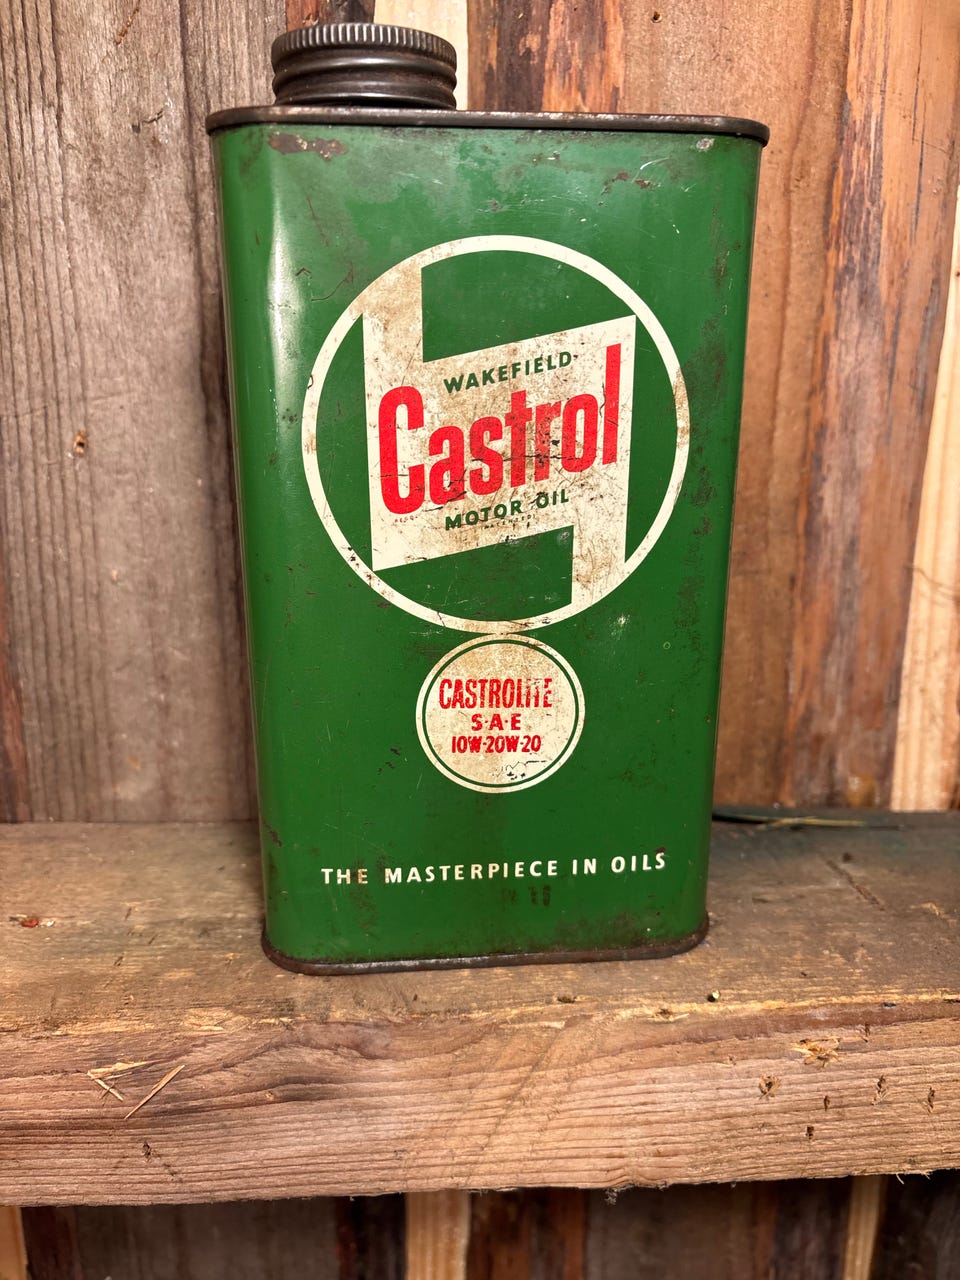 WAKEFIELD
Castrol
MOTOR OIL
CASTROLITE
S·A·E
10W-20W-20
THE MASTERPIECE IN OILS